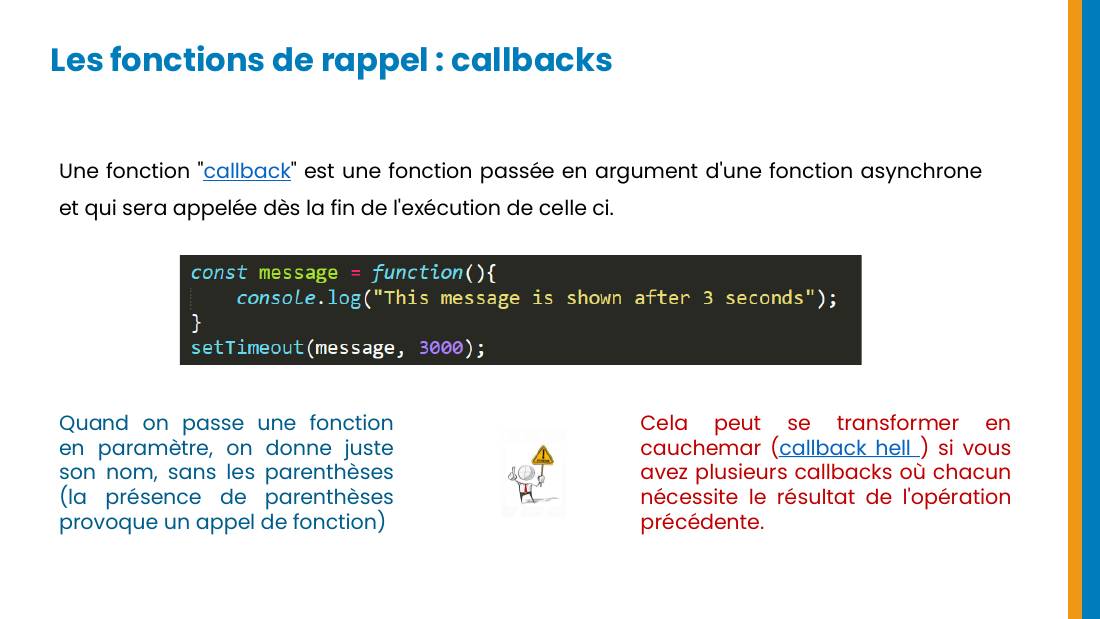 Les fonctions de rappel : callbacks
Une fonction "callback" est une fonction passée en argument d'une fonction asynchrone
et qui sera appelée dès la fin de l'exécution de celle ci.
const message = function(){
    console.log("This message is shown after 3 seconds");
}
setTimeout(message, 3000);
Quand on passe une fonction
en paramètre, on donne juste
son nom, sans les parenthèses
(la présence de parenthèses
provoque un appel de fonction)
Cela peut se transformer en
cauchemar (callback hell ) si vous
avez plusieurs callbacks où chacun
nécessite le résultat de l'opération
précédente.